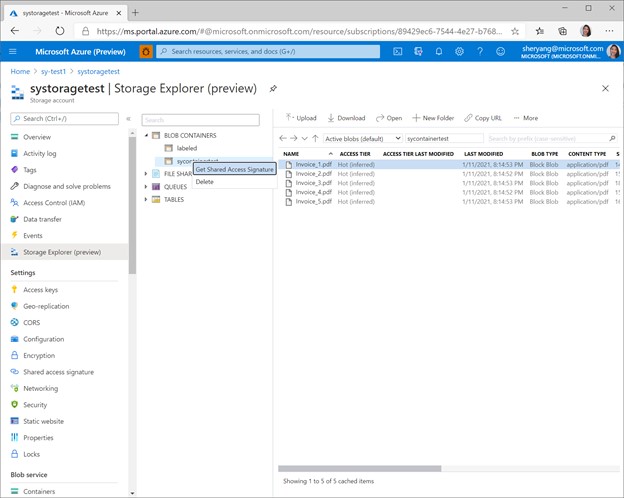 systoragetest - Microsoft Azure
https://ms.portal.azure.com/#@microsoft.onmicrosoft.com/resource/subscriptions/89429ec6-7544-4e27-b768...
Microsoft Azure (Preview)
Search resources, services, and docs (G+/)
sheryang@microsoft.com
MICROSOFT (MICROSOFT.ONMI...
Home > sy-test1 > systoragetest
systoragetest | Storage Explorer (preview)
Storage account
Search (Ctrl+/)
Overview
Activity log
Tags
Diagnose and solve problems
Access Control (IAM)
Data transfer
Events
Storage Explorer (preview)
Settings
Access keys
Geo-replication
CORS
Configuration
Encryption
Shared access signature
Networking
Security
Static website
Properties
Locks
Blob service
Containers
Search
BLOB CONTAINERS
labeled
sycontainertest
FILE SHAR
QUEUES
TABLES
Get Shared Access Signature
Delete
Upload Download Open New Folder Copy URL More
Active blobs (default) sycontainertest Search by prefix (case-sensitive)
NAME ACCESS TIER ACCESS TIER LAST MODIFIED LAST MODIFIED BLOB TYPE CONTENT TYPE S
Invoice_1.pdf Hot (inferred) 1/11/2021, 8:14:53 PM Block Blob application/pdf
Invoice_2.pdf Hot (inferred) 1/11/2021, 8:14:52 PM Block Blob application/pdf
Invoice_3.pdf Hot (inferred) 1/11/2021, 8:14:52 PM Block Blob application/pdf
Invoice_4.pdf Hot (inferred) 1/11/2021, 8:14:52 PM Block Blob application/pdf
Invoice_5.pdf Hot (inferred) 1/11/2021, 8:14:53 PM Block Blob application/pdf
Showing 1 to 5 of 5 cached items